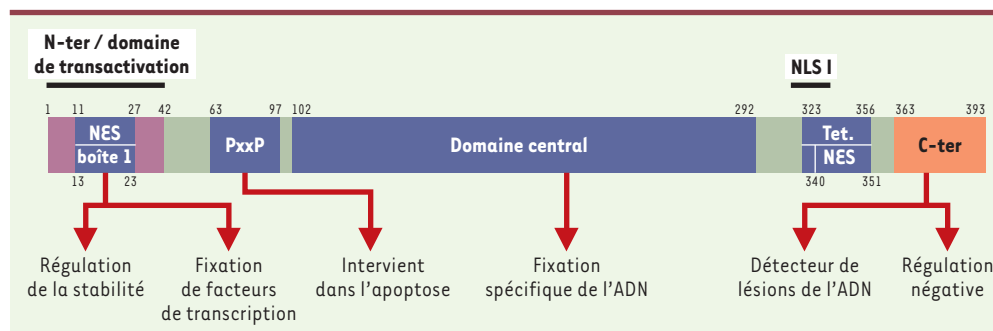 N-ter / domaine
de transactivation
NLS I
1 11 27 42 63 97 102 292 323 356 363 393
NES
boîte 1
PxxP
Domaine central
Tet.
NES
C-ter
13 23 340 351
Régulation
de la stabilité
Fixation
de facteurs
de transcription
Intervient
dans l'apoptose
Fixation
spécifique de l'ADN
Détecteur de
lésions de l'ADN
Régulation
négative